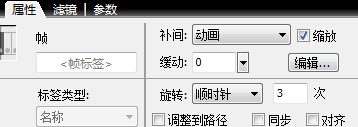 属性 滤镜 参数
帧
<帧标签>
标签类型:
名称
补间: 动画 缩放
缓动: 0 编辑...
旋转: 顺时针 3 次
调整到路径 同步 对齐